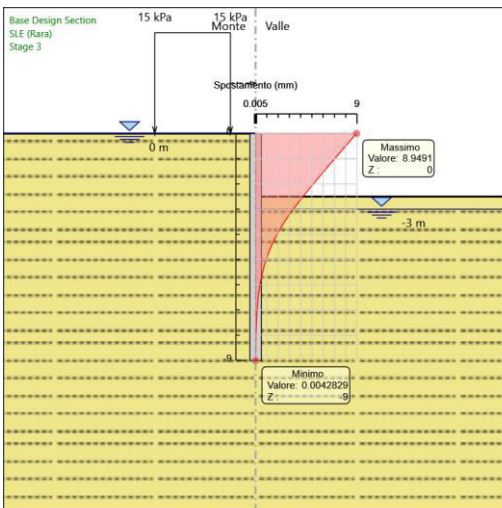 Base Design Section
SLE (Rara)
Stage 3
15 kPa
15 kPa
Monte
Valle
Spostamento (mm)
0.005
9
0 m
Massimo
Valore: 8.9491
Z : 0
-3 m
-9
Minimo
Valore: 0.0042829
Z : -9